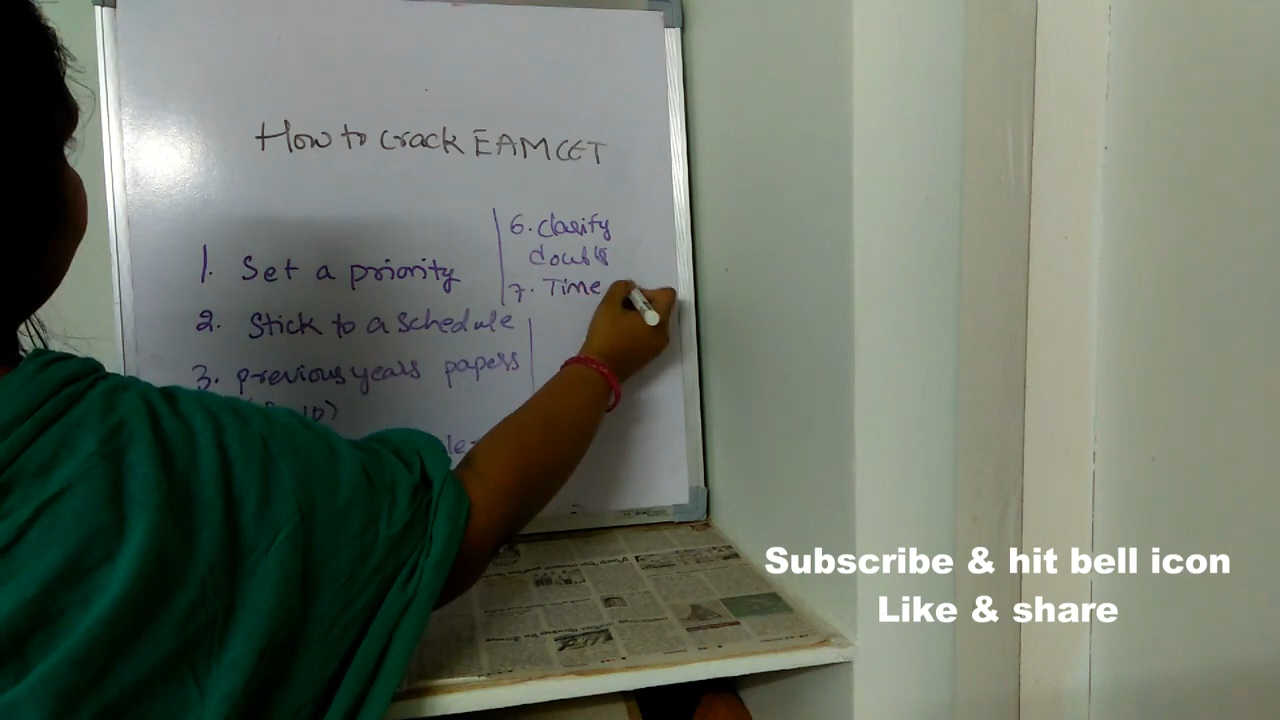 How to crack EAMCET
1. Set a priority
2. Stick to a schedule
3. previous years papers
6. clarify
doubts
7. Time
Subscribe & hit bell icon
Like & share